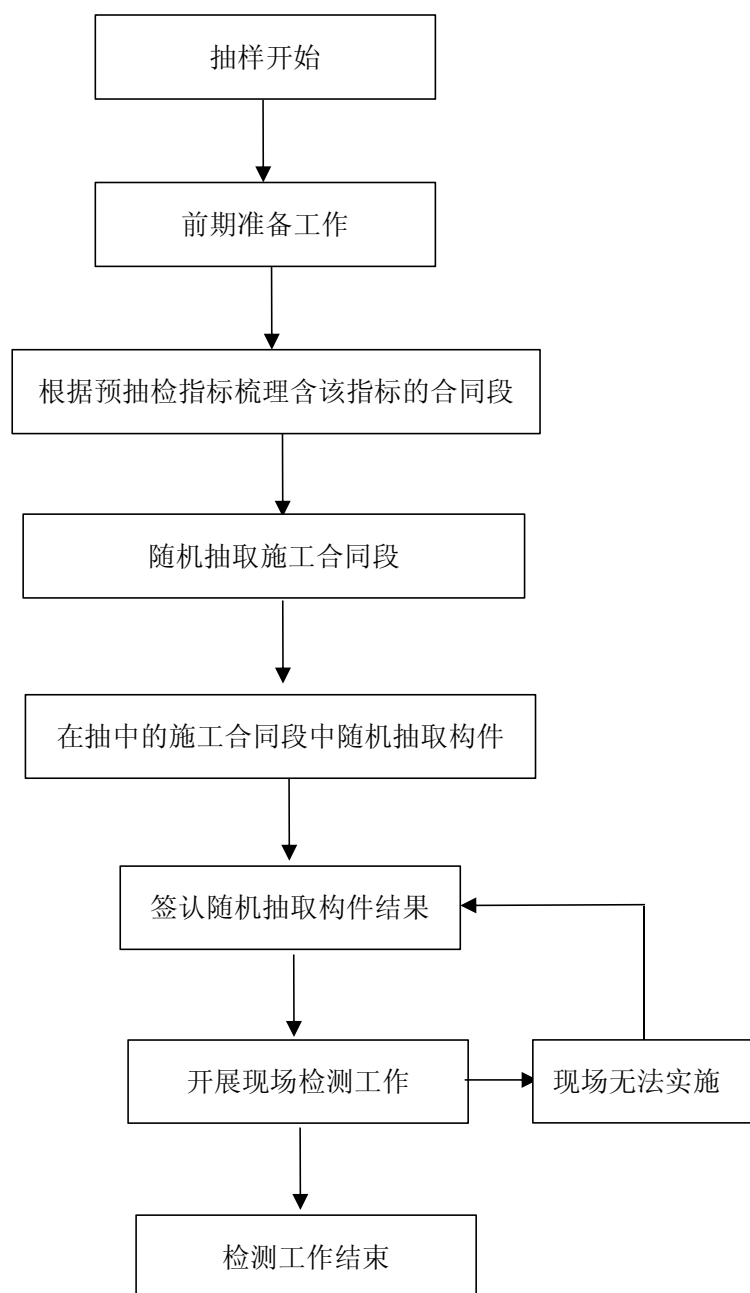 抽样开始
前期准备工作
根据预抽检指标梳理含该指标的合同段
随机抽取施工合同段
在抽中的施工合同段中随机抽取构件
签认随机抽取构件结果
开展现场检测工作
现场无法实施
检测工作结束